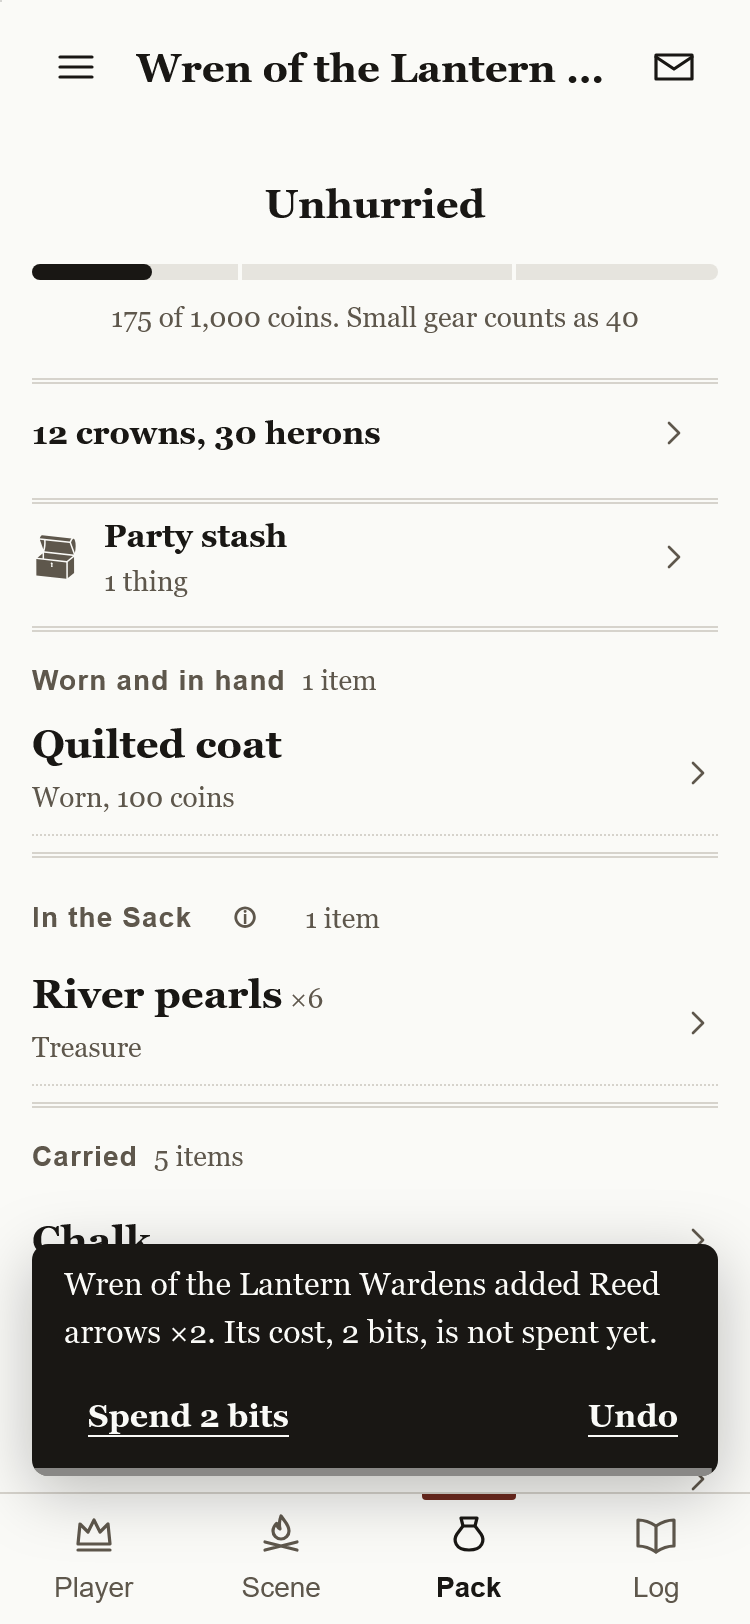 Wren of the Lantern ...
Unhurried
175 of 1,000 coins. Small gear counts as 40
12 crowns, 30 herons
Party stash
1 thing
Worn and in hand 1 item
Quilted coat
Worn, 100 coins
In the Sack 1 item
River pearls ×6
Treasure
Carried 5 items
Chalk
Wren of the Lantern Wardens added Reed
arrows ×2. Its cost, 2 bits, is not spent yet.
Spend 2 bits Undo
Player Scene Pack Log